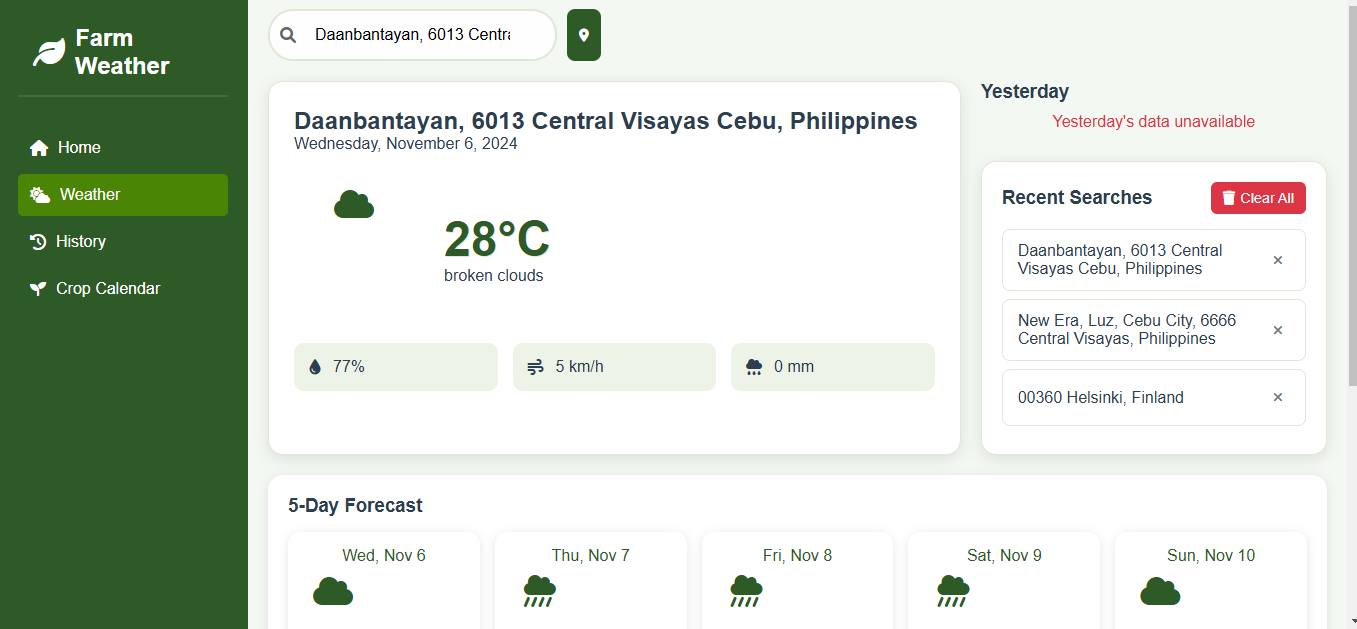 Farm
Weather
Home
Weather
History
Crop Calendar
Daanbantayan, 6013 Centr
Daanbantayan, 6013 Central Visayas Cebu, Philippines
Wednesday, November 6, 2024
28°C
broken clouds
77%
5 km/h
0 mm
Yesterday
Yesterday's data unavailable
Recent Searches
Clear All
Daanbantayan, 6013 Central
Visayas Cebu, Philippines
×
New Era, Luz, Cebu City, 6666
Central Visayas, Philippines
×
00360 Helsinki, Finland
×
5-Day Forecast
Wed, Nov 6
Thu, Nov 7
Fri, Nov 8
Sat, Nov 9
Sun, Nov 10